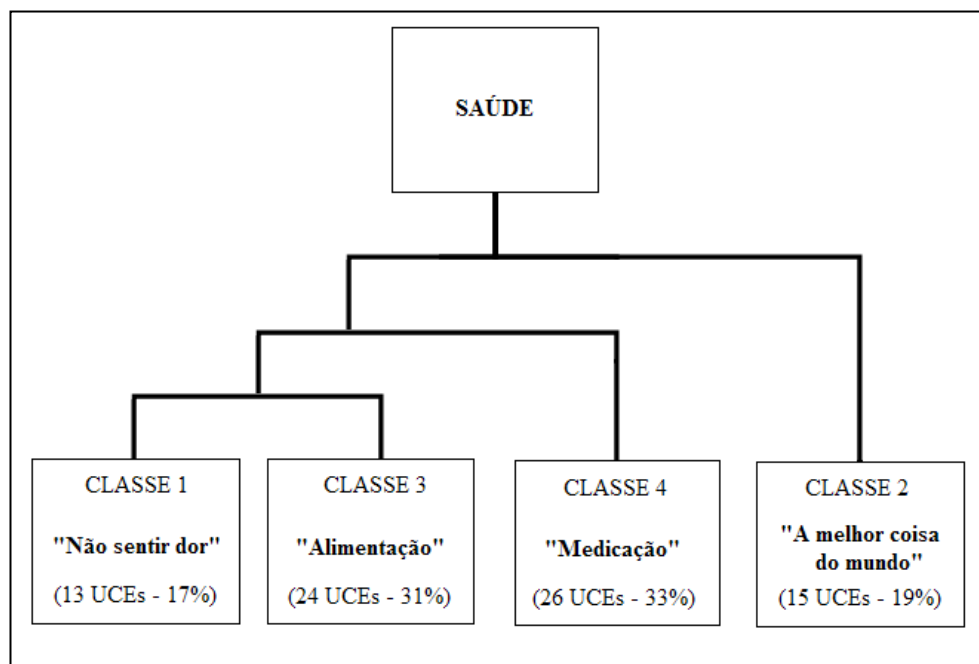 SAÚDE
CLASSE 1
"Não sentir dor"
(13 UCEs - 17%)
CLASSE 3
"Alimentação"
(24 UCEs - 31%)
CLASSE 4
"Medicação"
(26 UCEs - 33%)
CLASSE 2
"A melhor coisa
do mundo"
(15 UCEs - 19%)